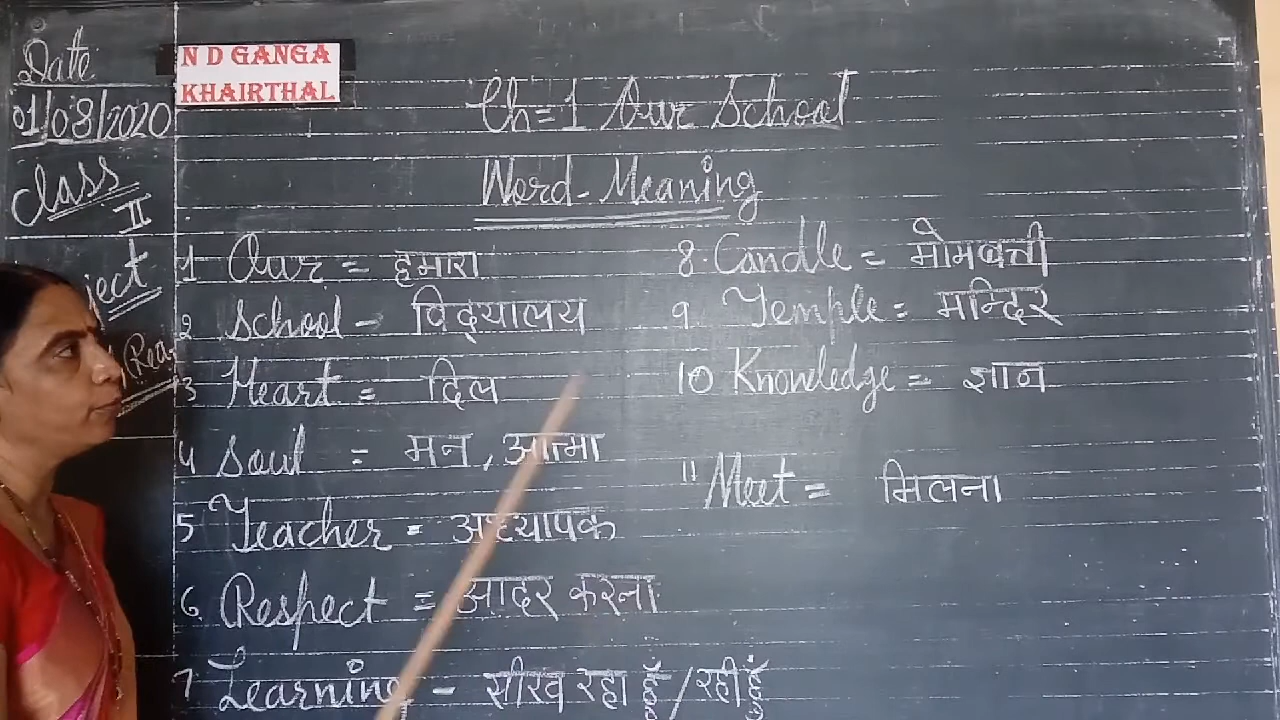 Date
01/08/2020
Class
II
ject
Rea
N D GANGA
KHAIRTHAL
Ch=1 Our School
Word-Meaning
1 Our = हमारा
2 School - विद्यालय
3 Heart = दिल
4 Soul = मन, आत्मा
5 Teacher = अध्यापक
6 Respect = आदर करना
7 Learning - सीख रहा हूँ/रही हूँ
8. Candle = मोमबत्ती
9 Temple = मन्दिर
10 Knowledge = ज्ञान
11 Meet = मिलना